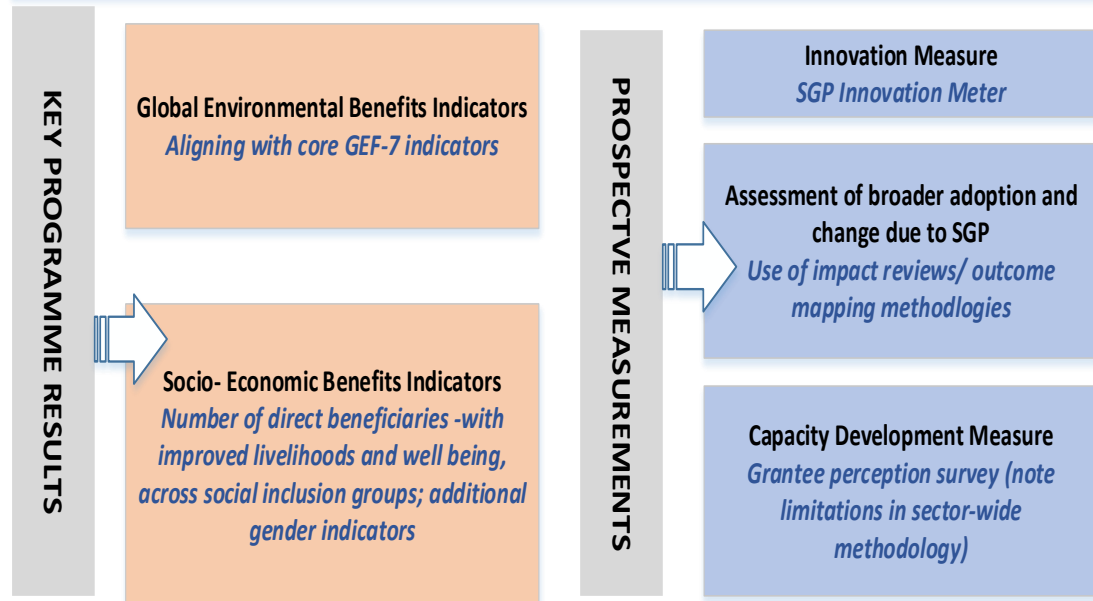 KEY PROGRAMME RESULTS
Global Environmental Benefits Indicators
Aligning with core GEF-7 indicators
Socio- Economic Benefits Indicators
Number of direct beneficiaries -with
improved livelihoods and well being,
across social inclusion groups; additional
gender indicators
PROSPECTVE MEASUREMENTS
Innovation Measure
SGP Innovation Meter
Assessment of broader adoption and
change due to SGP
Use of impact reviews/ outcome
mapping methodlogies
Capacity Development Measure
Grantee perception survey (note
limitations in sector-wide
methodology)